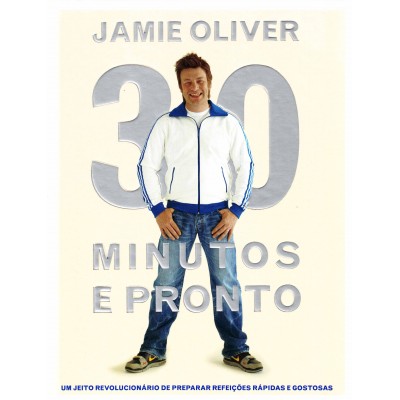 JAMIE OLIVER
30
MINUTOS
E PRONTO
UM JEITO REVOLUCIONÁRIO DE PREPARAR REFEIÇÕES RÁPIDAS E GOSTOSAS